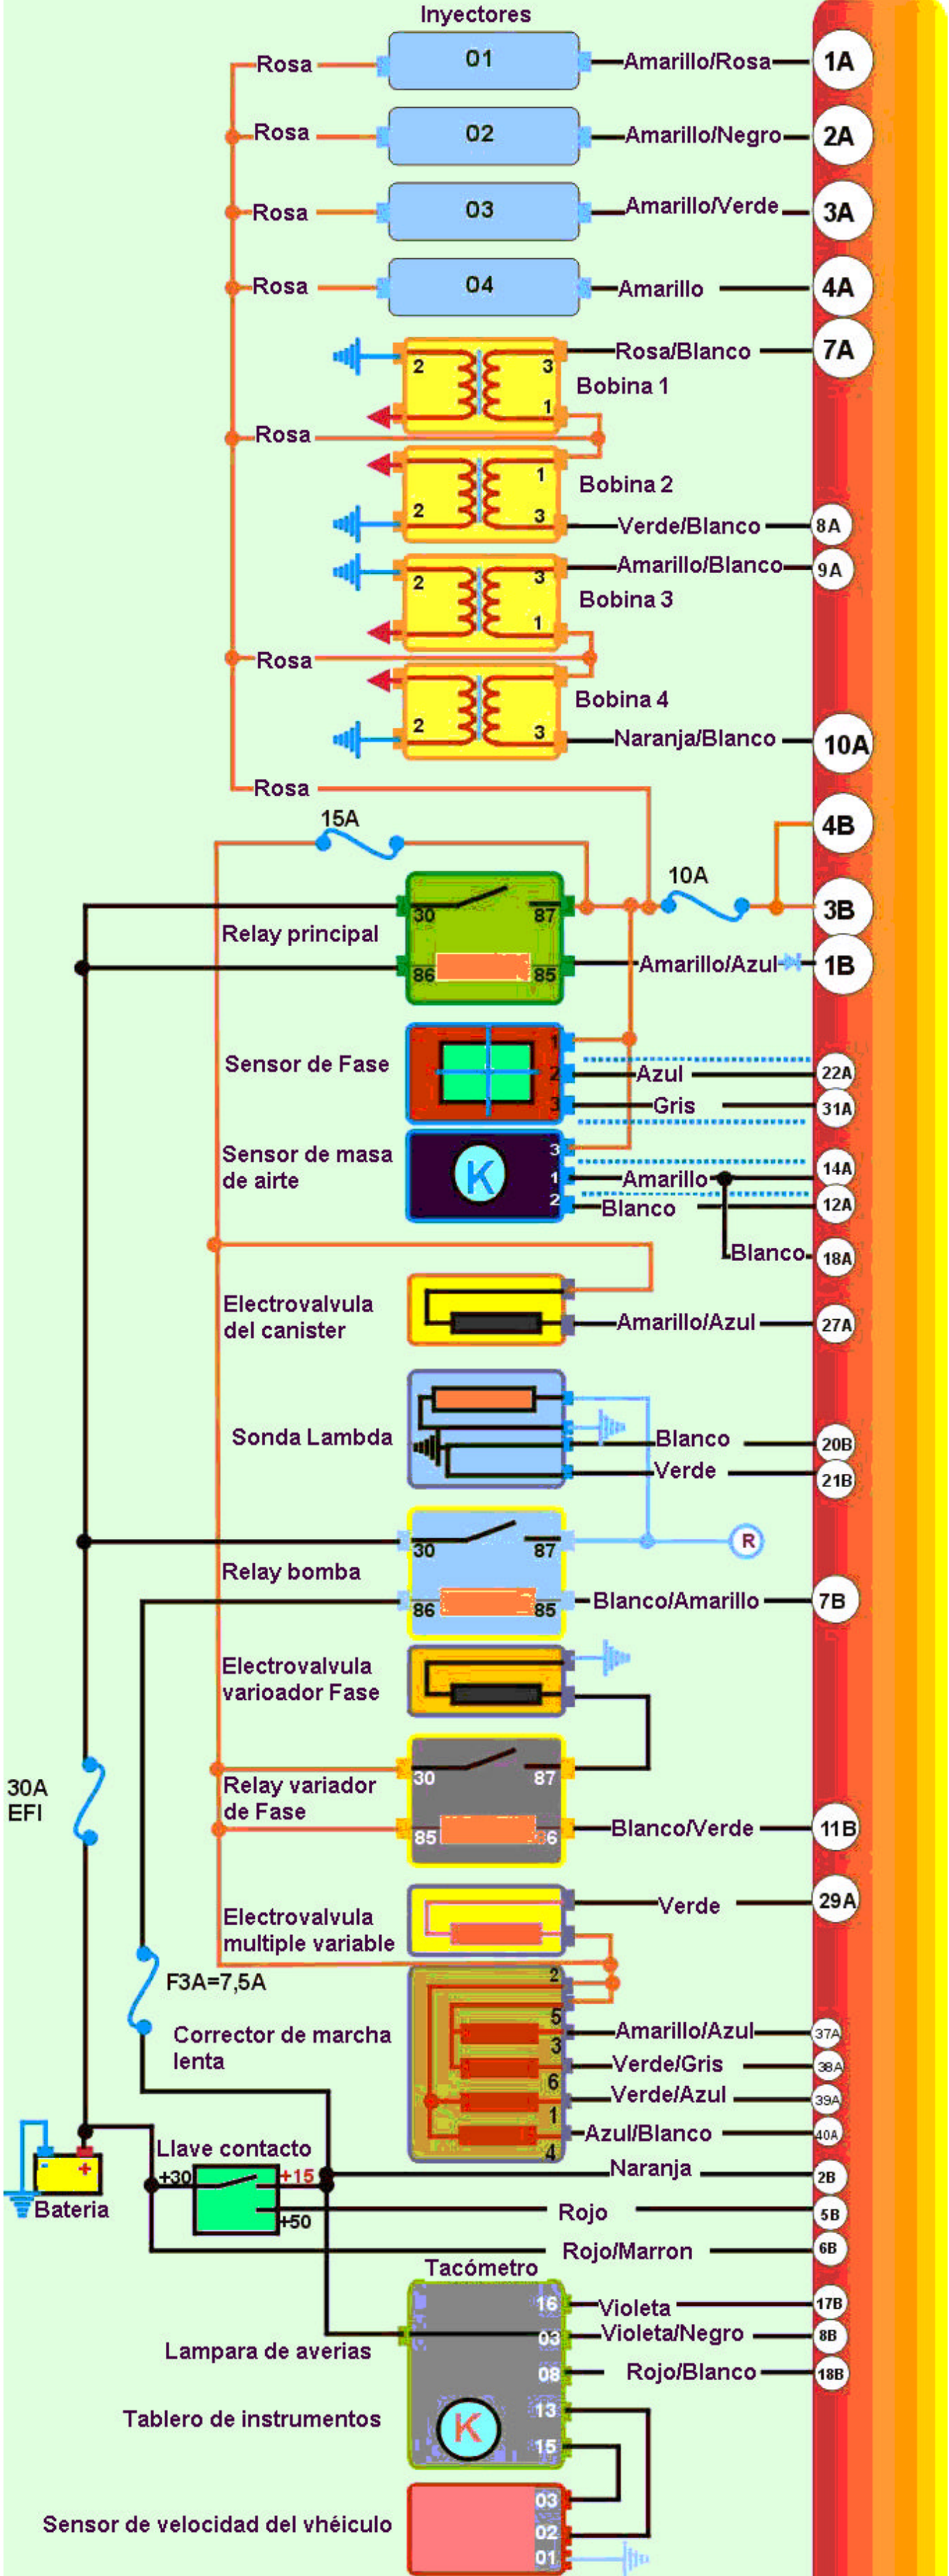 Inyectores
Rosa 01 Amarillo/Rosa 1A
Rosa 02 Amarillo/Negro 2A
Rosa 03 Amarillo/Verde 3A
Rosa 04 Amarillo 4A
2 3 Rosa/Blanco 7A
Bobina 1
1
Rosa
1 Bobina 2
2 3 Verde/Blanco 8A
2 3 Amarillo/Blanco 9A
Bobina 3
1
Rosa
Bobina 4
2 3 Naranja/Blanco 10A
Rosa
15A 4B
10A
30 87 3B
Relay principal
86 85 Amarillo/Azul 1B
1
Sensor de Fase 2 Azul 22A
3 Gris 31A
Sensor de masa 3
de airte K 1 Amarillo 14A
2 Blanco 12A
Blanco 18A
Electrovalvula
del canister Amarillo/Azul 27A
Sonda Lambda Blanco 20B
Verde 21B
30 87 R
Relay bomba
86 85 Blanco/Amarillo 7B
Electrovalvula
varioador Fase
30 87
30A Relay variador
EFI de Fase
85 86 Blanco/Verde 11B
Verde 29A
Electrovalvula
multiple variable
2
F3A=7,5A
5
Corrector de marcha Amarillo/Azul 37A
lenta 3
Verde/Gris 38A
6
Verde/Azul 39A
1
Azul/Blanco 40A
4
Llave contacto
- + +30 +15 Naranja 2B
Bateria +50 Rojo 5B
Rojo/Marron 6B
Tacómetro
16 Violeta 17B
03 Violeta/Negro 8B
Lampara de averias
08 Rojo/Blanco 18B
13
Tablero de instrumentos K
15
03
Sensor de velocidad del vhéiculo
02
01